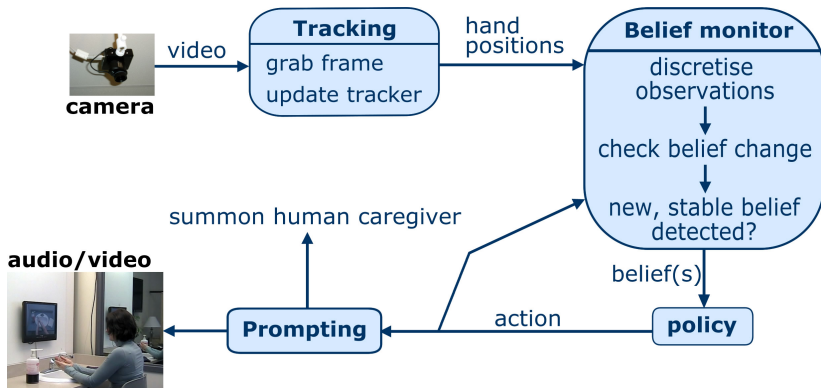 Tracking
grab frame
update tracker
video
camera
hand
positions
Belief monitor
discretise
observations
check belief change
new, stable belief
detected?
summon human caregiver
audio/video
belief(s)
Prompting
action
policy